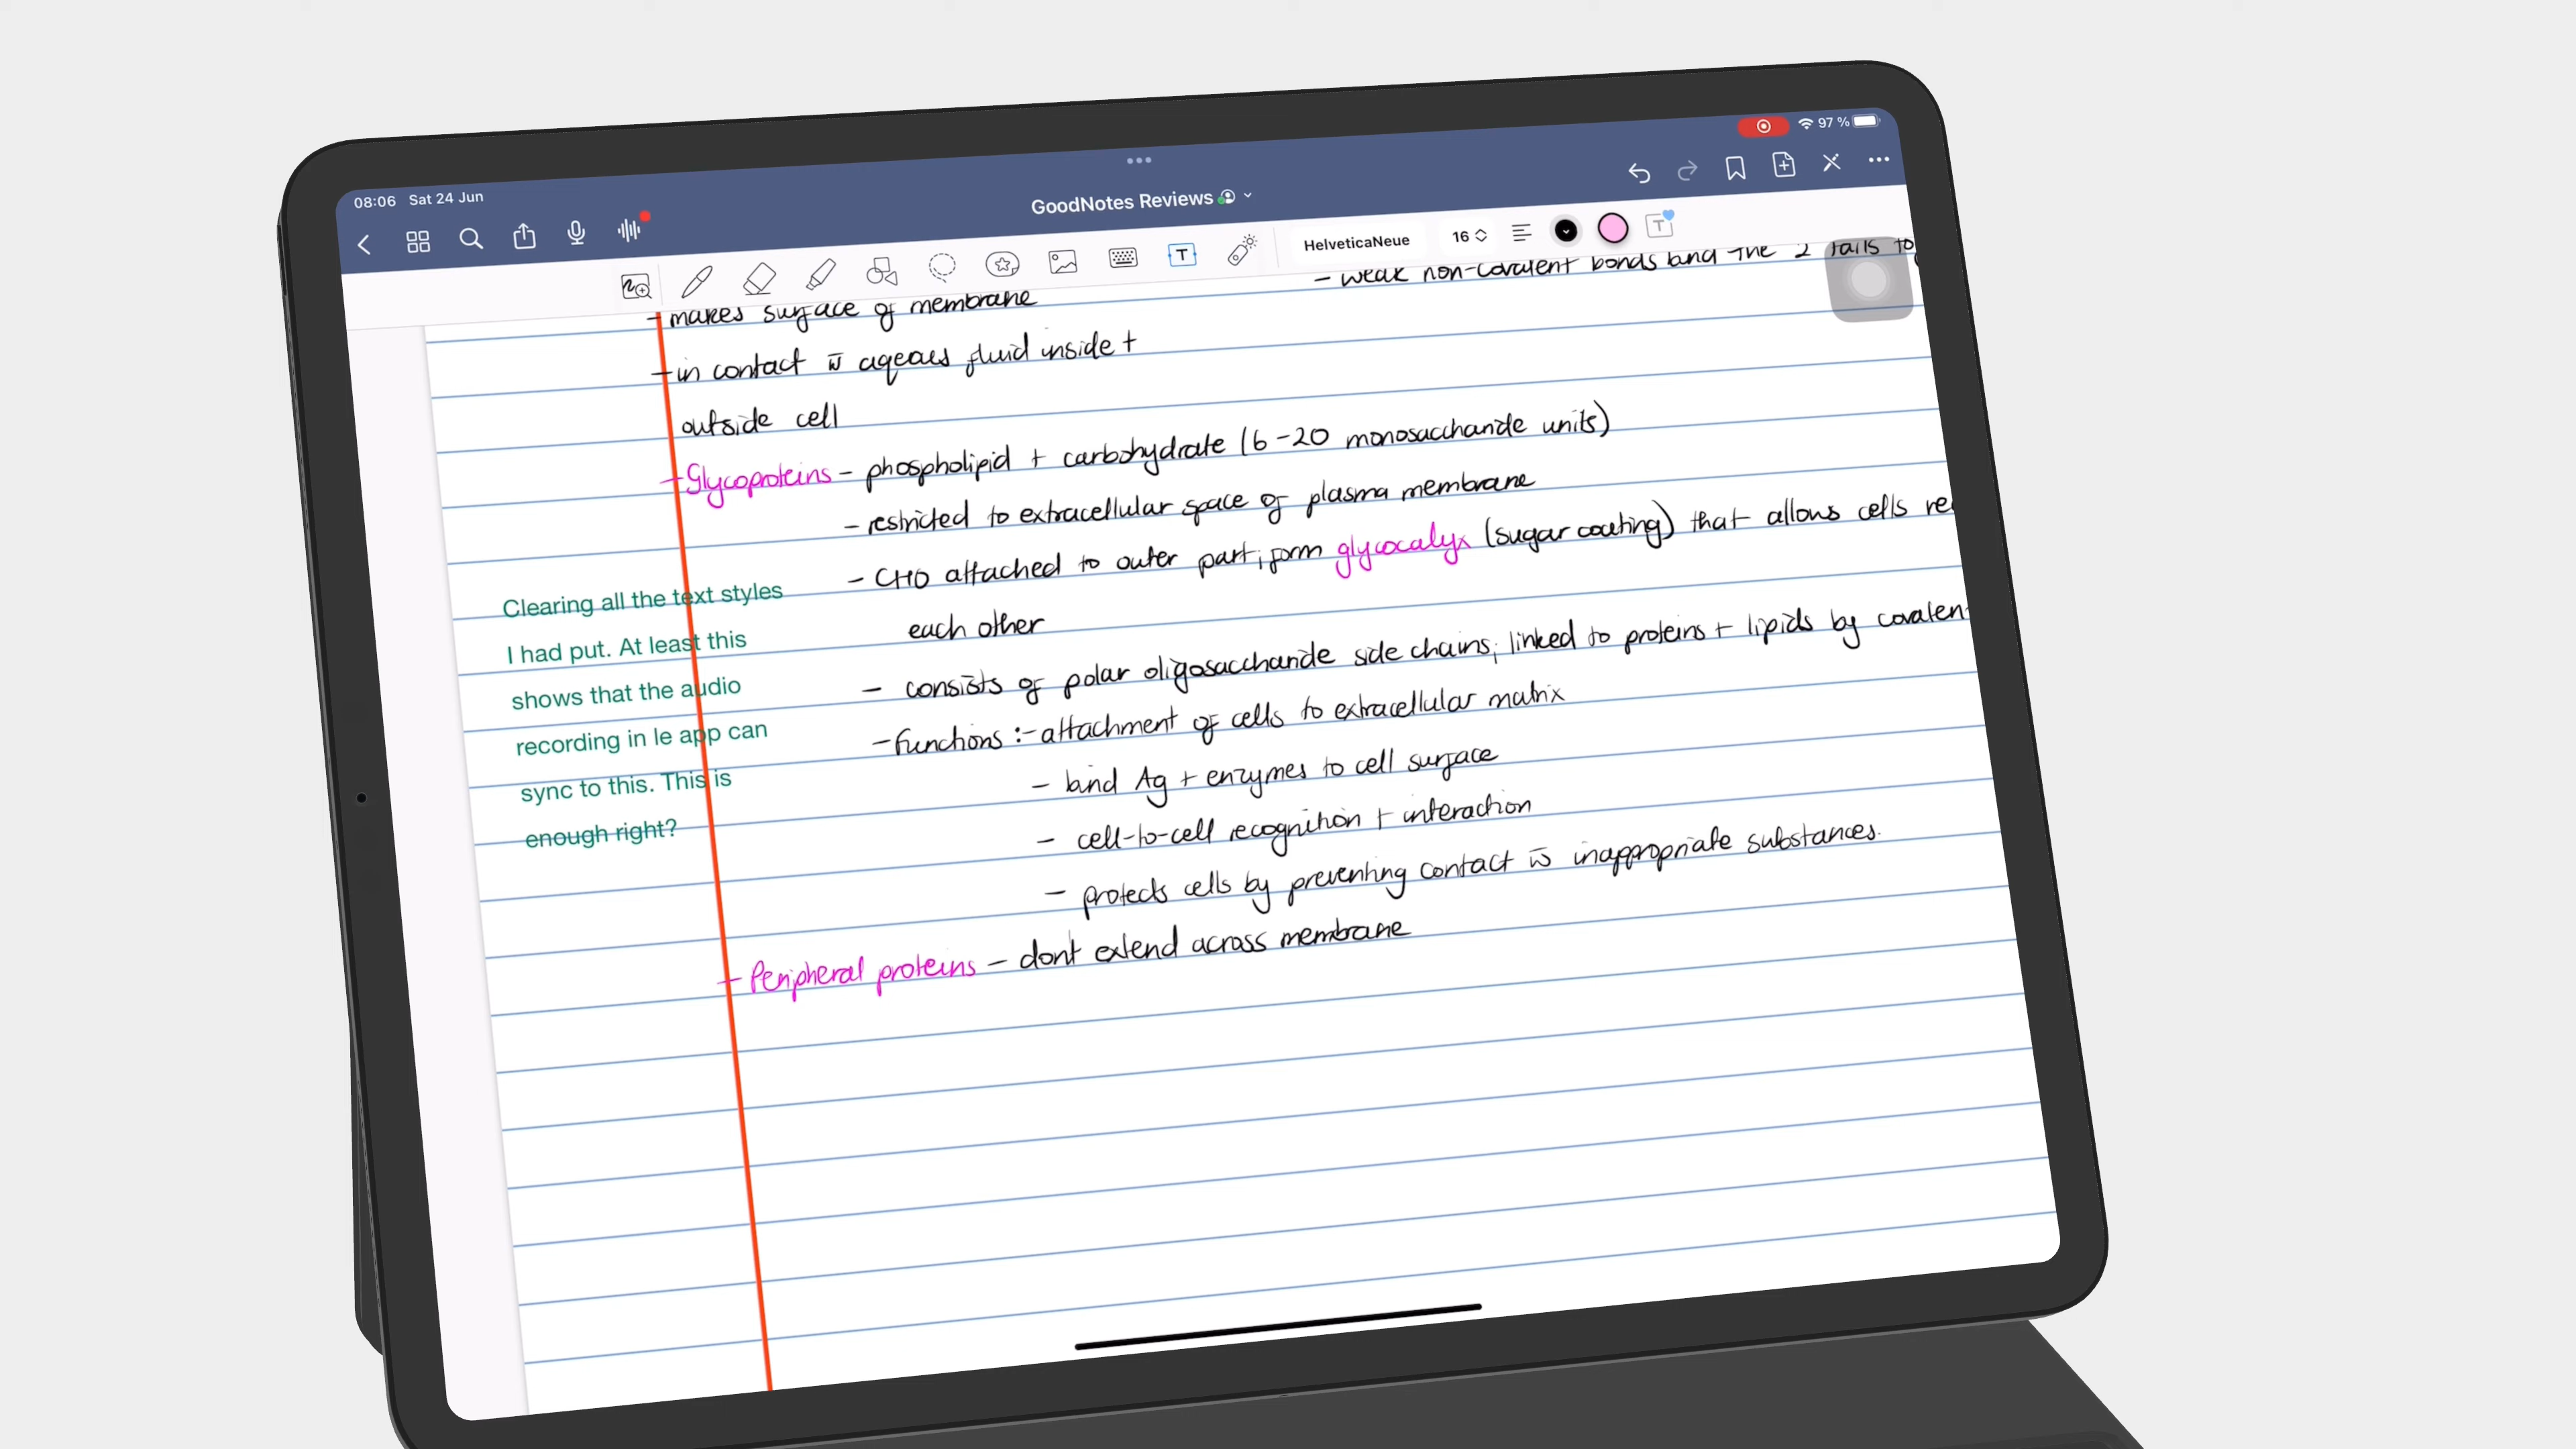 08:06 Sat 24 Jun
97 %
GoodNotes Reviews
HelveticaNeue 16
- weak non-covalent bonds band the 2 tails to
- makes surface of membrane
- in contact w̅ aqeous fluid inside +
outside cell
- Glycoproteins - phospholipid + carbohydrate (6-20 monosaccharide units)
- restricted to extracellular space of plasma membrane
- CHO attached to outer part; form glycocalyx (sugar coating) that allows cells
each other
- consists of polar oligosaccharide side chains; linked to proteins + lipids by covalent
- functions :- attachment of cells to extracellular matrix
- bind Ag + enzymes to cell surface
- cell-to-cell recognition + interaction
- protects cells by preventing contact w̅ inappropriate substances.
- Peripheral proteins - dont extend across membrane
Clearing all the text styles
I had put. At least this
shows that the audio
recording in le app can
sync to this. This is
enough right?